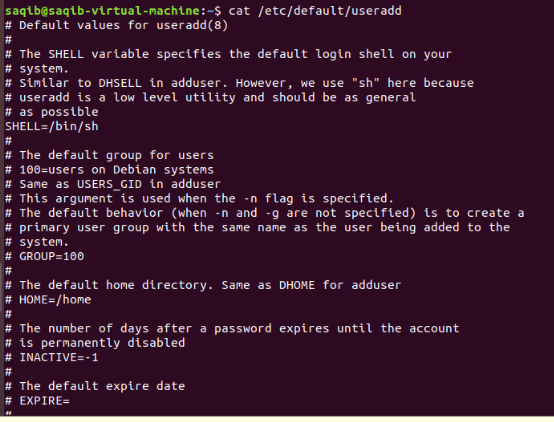 saqib@saqib-virtual-machine:~$ cat /etc/default/useradd
# Default values for useradd(8)
#
# The SHELL variable specifies the default login shell on your
# system.
# Similar to DHSELL in adduser. However, we use "sh" here because
# useradd is a low level utility and should be as general
# as possible
SHELL=/bin/sh
#
# The default group for users
# 100=users on Debian systems
# Same as USERS_GID in adduser
# This argument is used when the -n flag is specified.
# The default behavior (when -n and -g are not specified) is to create a
# primary user group with the same name as the user being added to the
# system.
# GROUP=100
#
# The default home directory. Same as DHOME for adduser
# HOME=/home
#
# The number of days after a password expires until the account
# is permanently disabled
# INACTIVE=-1
#
# The default expire date
# EXPIRE=
#